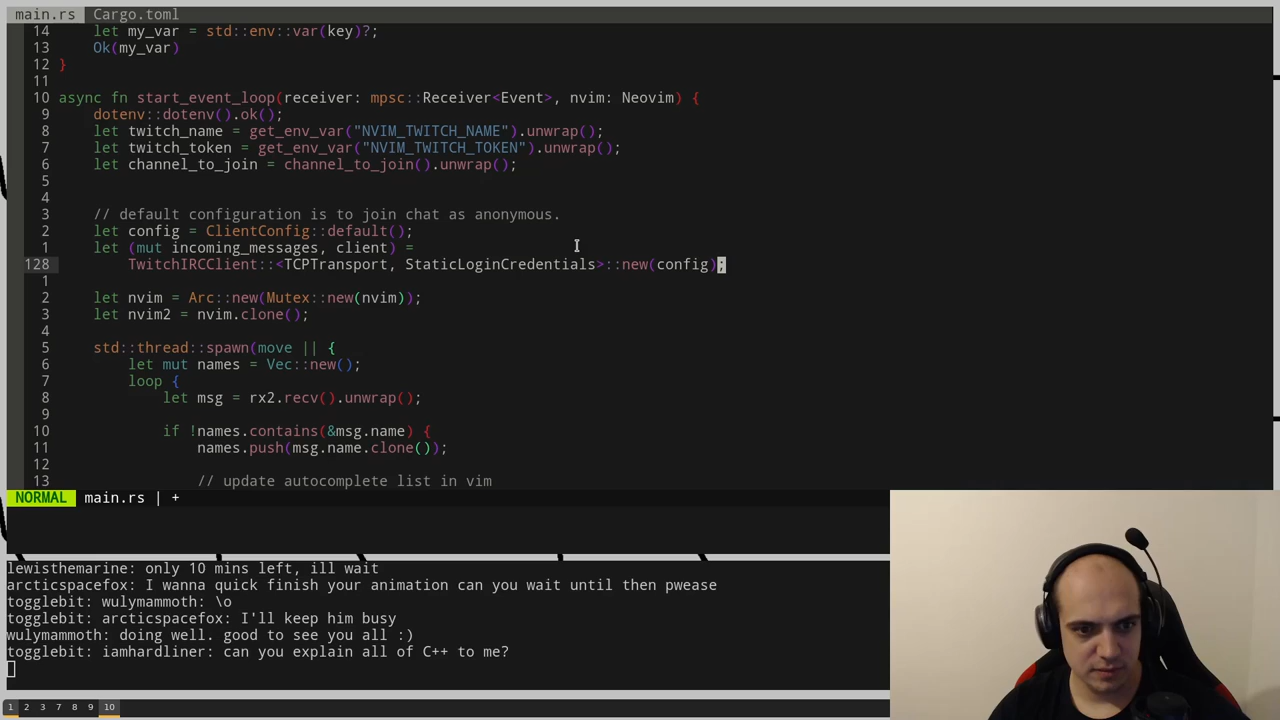 main.rs Cargo.toml
14 let my_var = std::env::var(key)?;
13 Ok(my_var)
12 }
11
10 async fn start_event_loop(receiver: mpsc::Receiver<Event>, nvim: Neovim) {
9 dotenv::dotenv().ok();
8 let twitch_name = get_env_var("NVIM_TWITCH_NAME").unwrap();
7 let twitch_token = get_env_var("NVIM_TWITCH_TOKEN").unwrap();
6 let channel_to_join = channel_to_join().unwrap();
5
4
3 // default configuration is to join chat as anonymous.
2 let config = ClientConfig::default();
1 let (mut incoming_messages, client) =
128 TwitchIRCClient::<TCPTransport, StaticLoginCredentials>::new(config);
1
2 let nvim = Arc::new(Mutex::new(nvim));
3 let nvim2 = nvim.clone();
4
5 std::thread::spawn(move || {
6 let mut names = Vec::new();
7 loop {
8 let msg = rx2.recv().unwrap();
9
10 if !names.contains(&msg.name) {
11 names.push(msg.name.clone());
12
13 // update autocomplete list in vim
NORMAL main.rs | +
lewisthemarine: only 10 mins left, ill wait
arcticspacefox: I wanna quick finish your animation can you wait until then pwease
togglebit: wulymammoth: \o
togglebit: arcticspacefox: I'll keep him busy
wulymammoth: doing well. good to see you all :)
togglebit: iamhardliner: can you explain all of C++ to me?
1 2 3 7 8 9 10